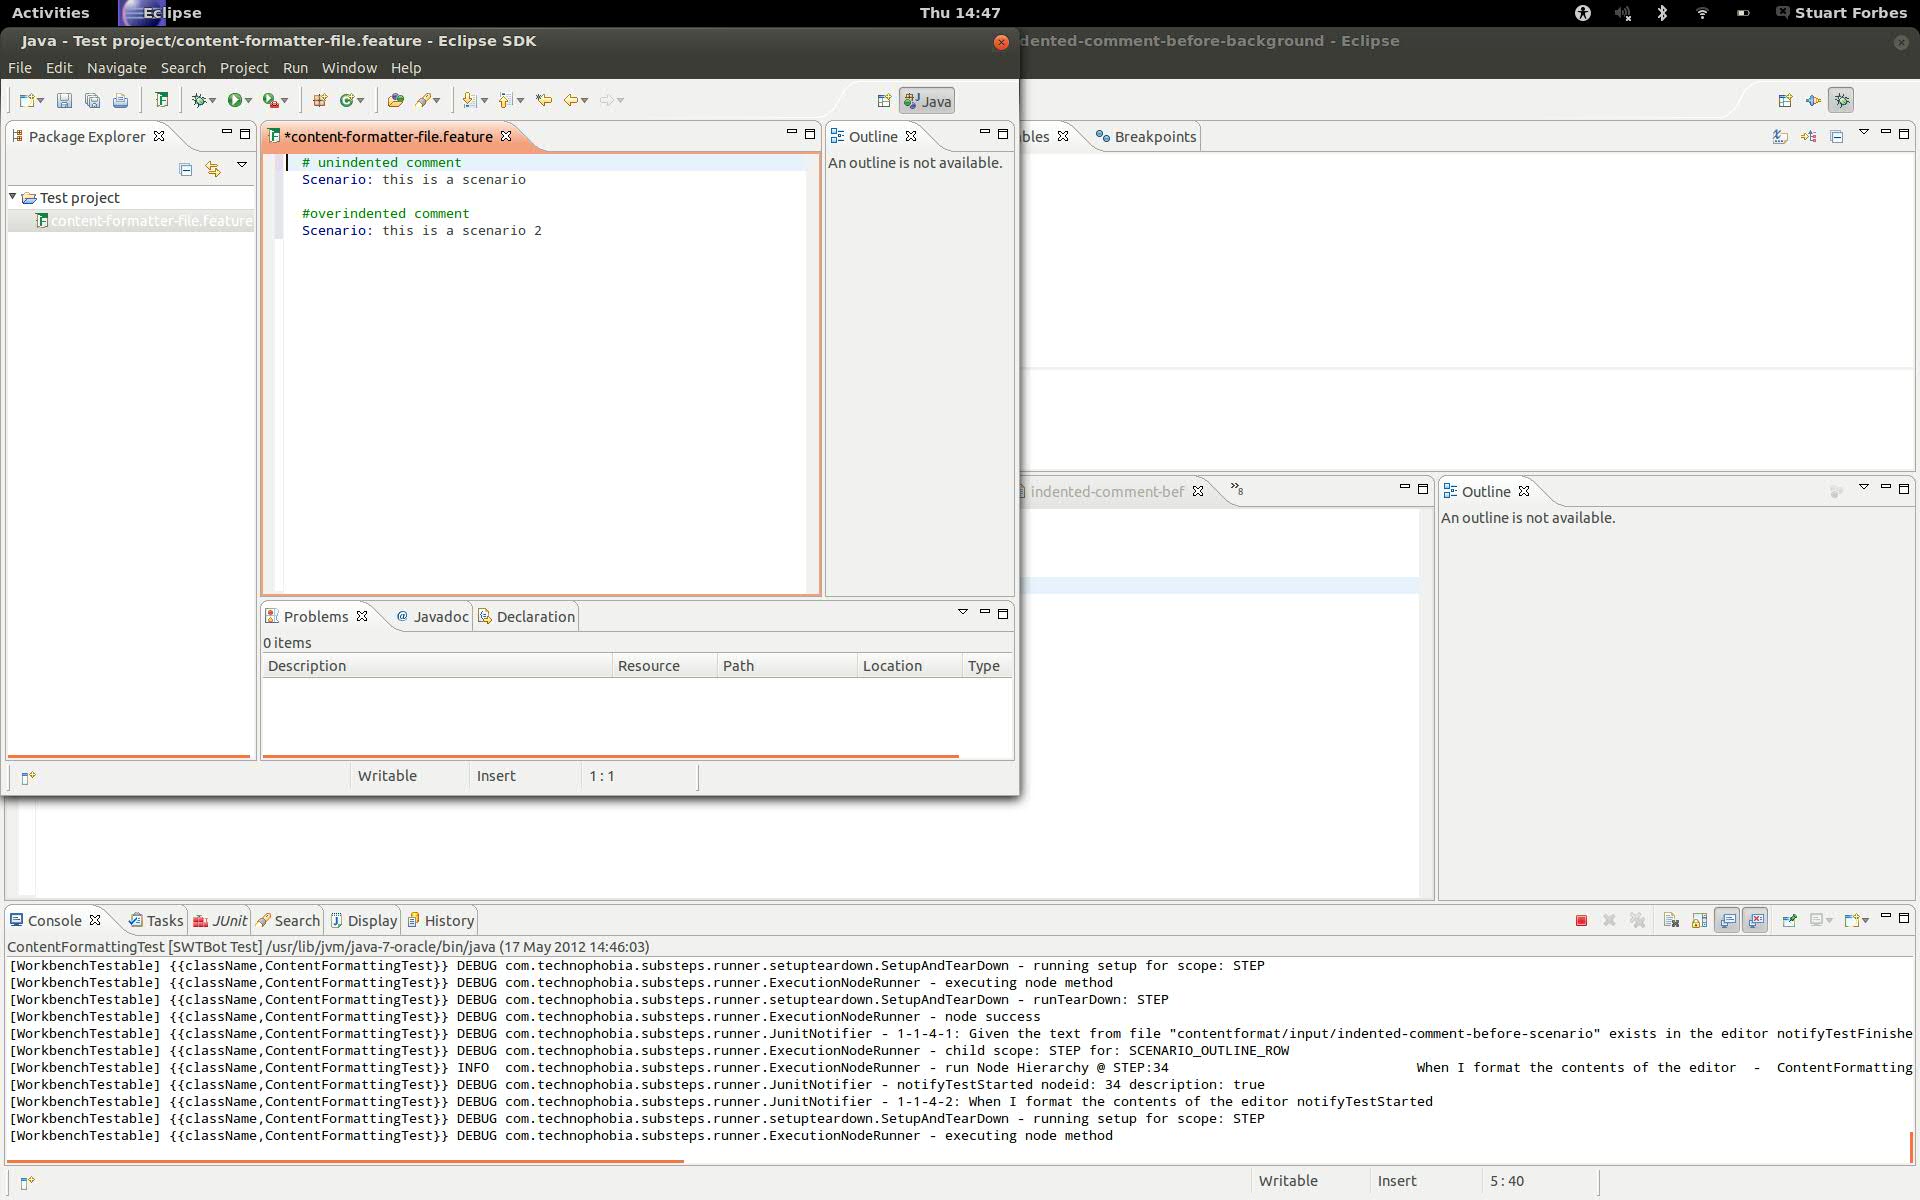 Activities Eclipse Thu 14:47 Stuart Forbes
Java - Test project/content-formatter-file.feature - Eclipse SDK
dented-comment-before-background - Eclipse
File Edit Navigate Search Project Run Window Help
Java
Package Explorer
*content-formatter-file.feature
Outline
bles
Breakpoints
# unindented comment
An outline is not available.
Scenario: this is a scenario
Test project
#overindented comment
content-formatter-file.feature
Scenario: this is a scenario 2
indented-comment-bef
»8
Outline
An outline is not available.
Problems @ Javadoc Declaration
0 items
Description Resource Path Location Type
Writable Insert 1 : 1
Console Tasks JUnit Search Display History
ContentFormattingTest [SWTBot Test] /usr/lib/jvm/java-7-oracle/bin/java (17 May 2012 14:46:03)
[WorkbenchTestable] {{className,ContentFormattingTest}} DEBUG com.technophobia.substeps.runner.setupteardown.SetupAndTearDown - running setup for scope: STEP
[WorkbenchTestable] {{className,ContentFormattingTest}} DEBUG com.technophobia.substeps.runner.ExecutionNodeRunner - executing node method
[WorkbenchTestable] {{className,ContentFormattingTest}} DEBUG com.technophobia.substeps.runner.setupteardown.SetupAndTearDown - runTearDown: STEP
[WorkbenchTestable] {{className,ContentFormattingTest}} DEBUG com.technophobia.substeps.runner.ExecutionNodeRunner - node success
[WorkbenchTestable] {{className,ContentFormattingTest}} DEBUG com.technophobia.substeps.runner.JunitNotifier - 1-1-4-1: Given the text from file "contentformat/input/indented-comment-before-scenario" exists in the editor notifyTestFinishe
[WorkbenchTestable] {{className,ContentFormattingTest}} DEBUG com.technophobia.substeps.runner.ExecutionNodeRunner - child scope: STEP for: SCENARIO_OUTLINE_ROW
[WorkbenchTestable] {{className,ContentFormattingTest}} INFO com.technophobia.substeps.runner.ExecutionNodeRunner - run Node Hierarchy @ STEP:34 When I format the contents of the editor - ContentFormatting
[WorkbenchTestable] {{className,ContentFormattingTest}} DEBUG com.technophobia.substeps.runner.JunitNotifier - notifyTestStarted nodeid: 34 description: true
[WorkbenchTestable] {{className,ContentFormattingTest}} DEBUG com.technophobia.substeps.runner.JunitNotifier - 1-1-4-2: When I format the contents of the editor notifyTestStarted
[WorkbenchTestable] {{className,ContentFormattingTest}} DEBUG com.technophobia.substeps.runner.setupteardown.SetupAndTearDown - running setup for scope: STEP
[WorkbenchTestable] {{className,ContentFormattingTest}} DEBUG com.technophobia.substeps.runner.ExecutionNodeRunner - executing node method
Writable Insert 5 : 40